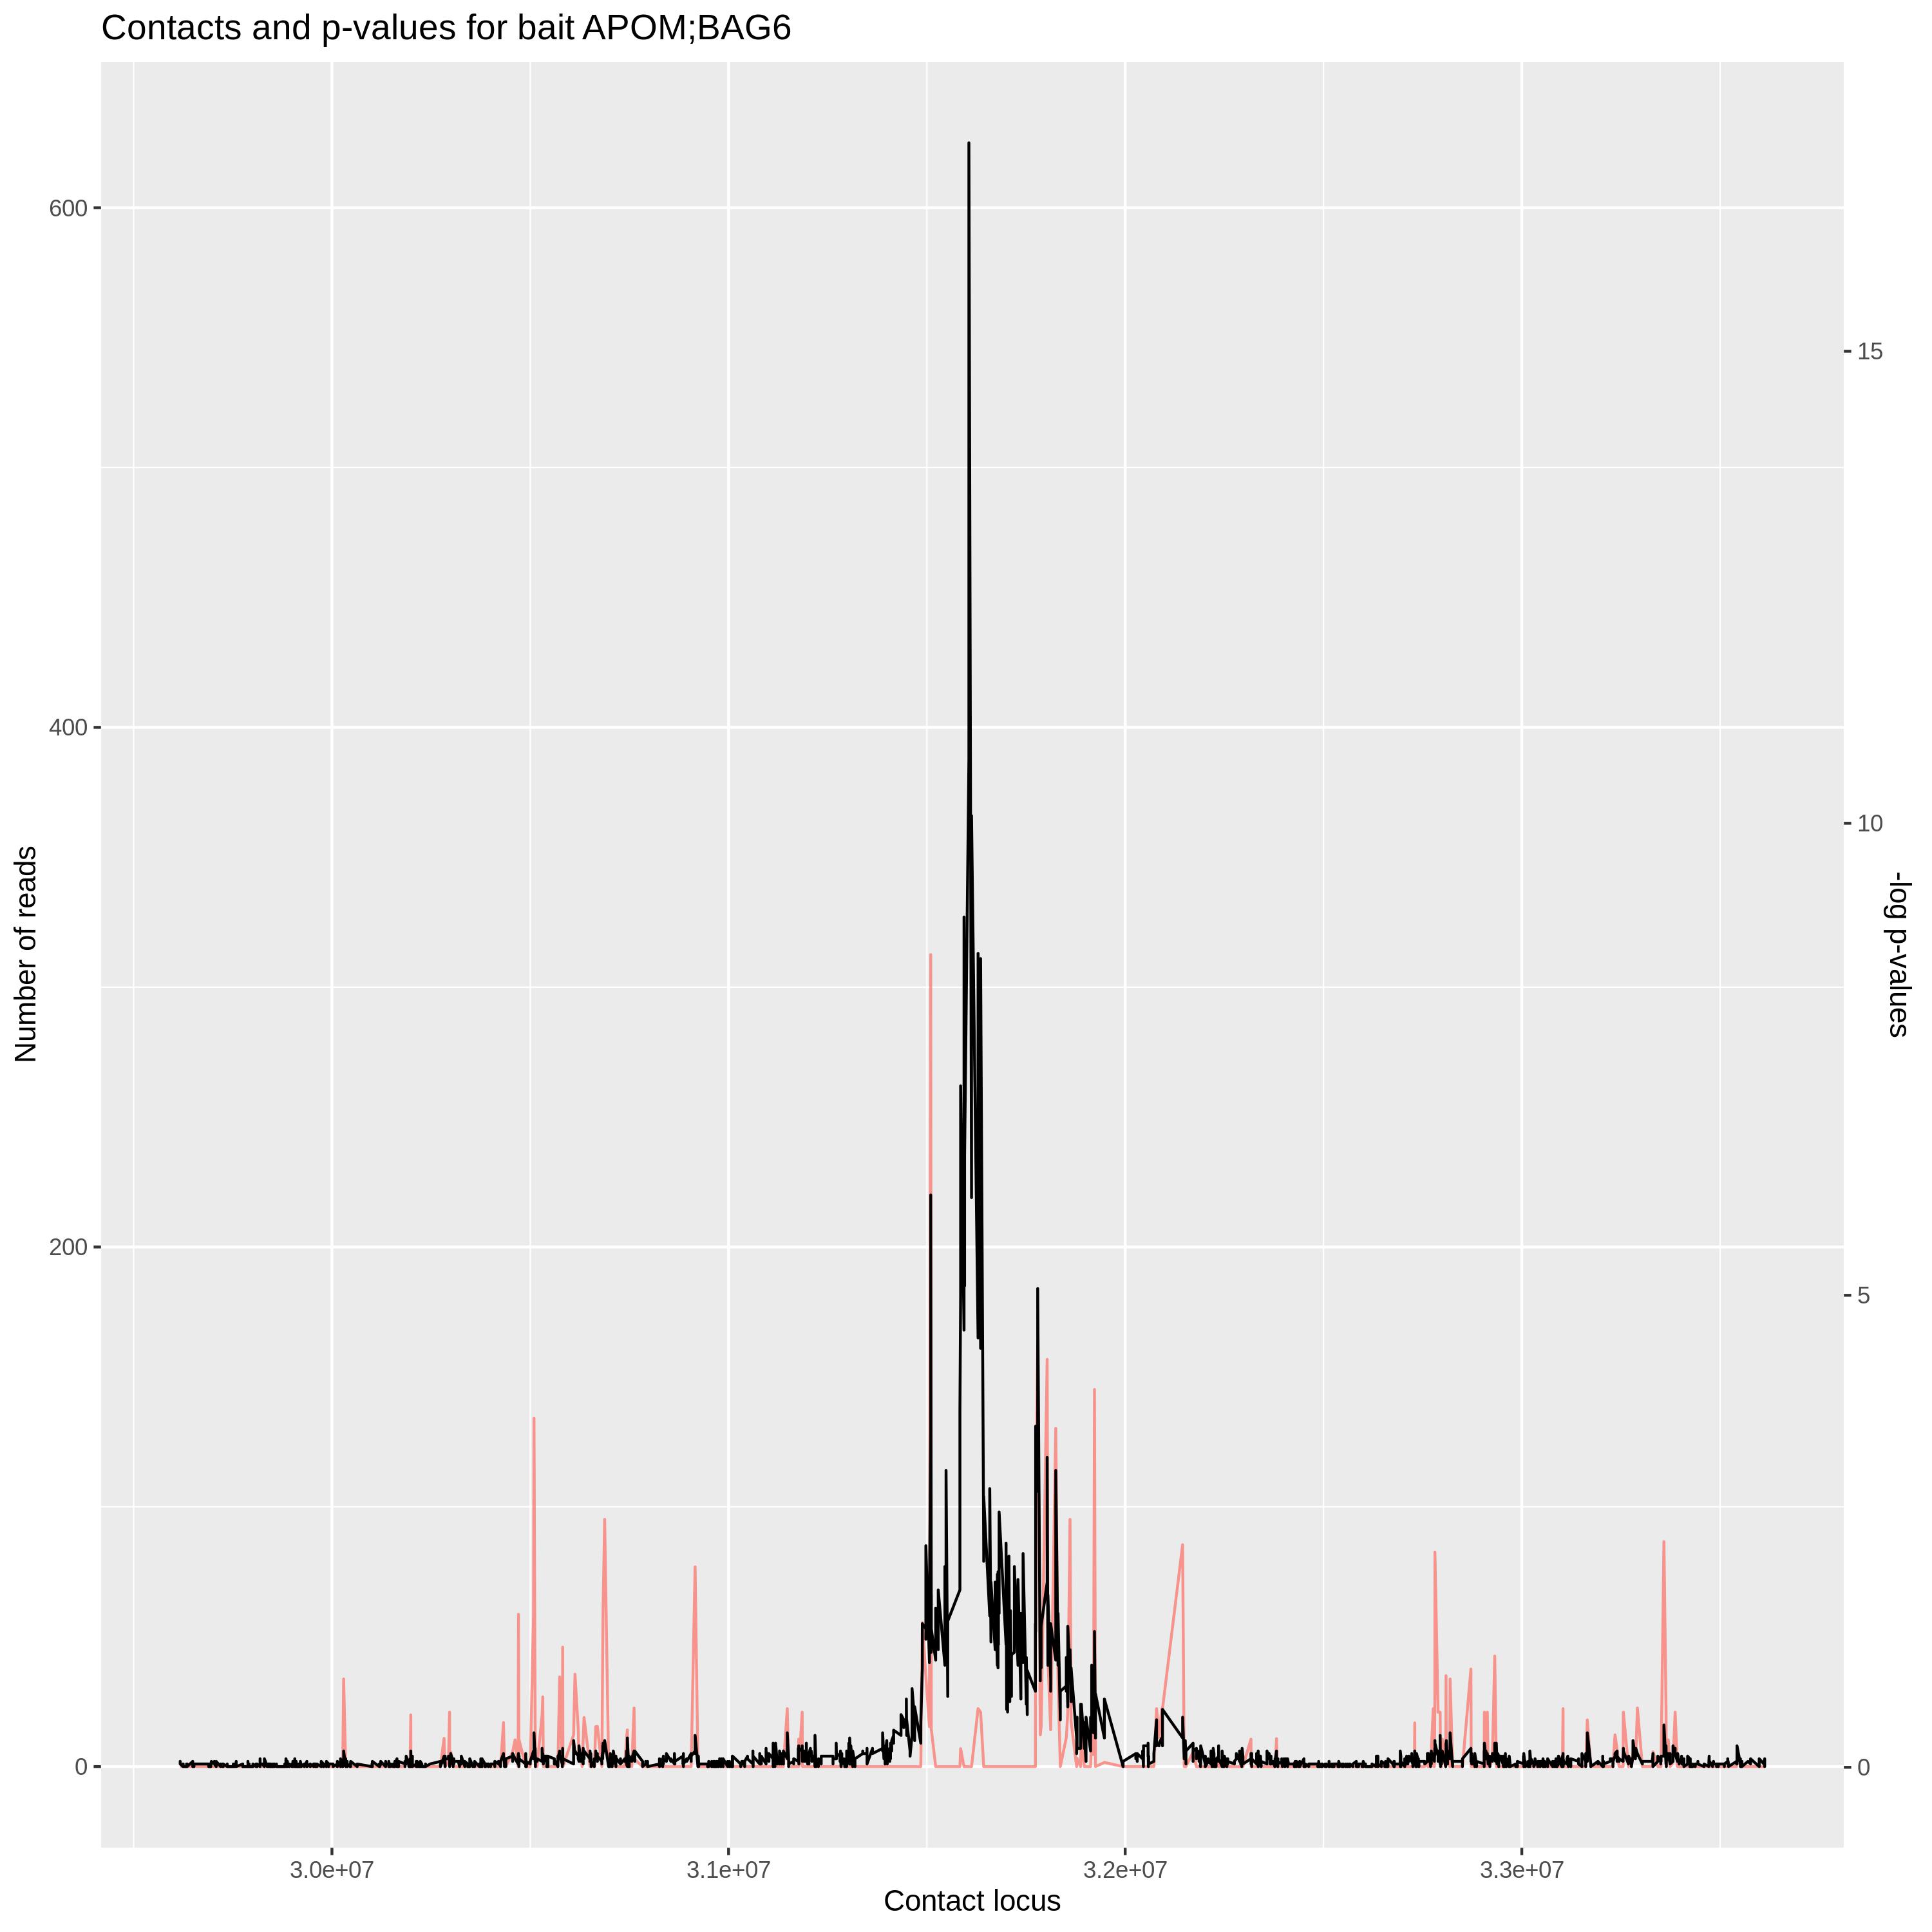 Contacts and p-values for bait APOM;BAG6
600
400
200
0
15
10
5
0
Number of reads
-log p-values
3.0e+07
3.1e+07
3.2e+07
3.3e+07
Contact locus